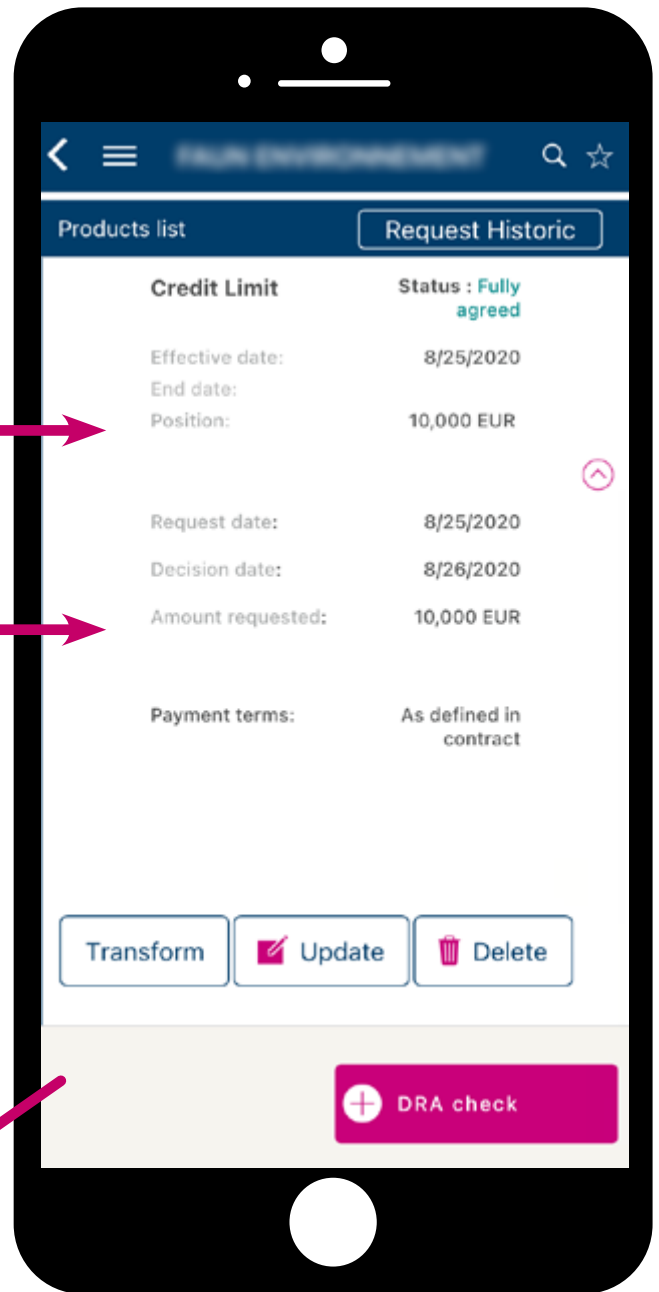 Products list Request Historic
Credit Limit Status : Fully
agreed
Effective date: 8/25/2020
End date:
Position: 10,000 EUR
Request date: 8/25/2020
Decision date: 8/26/2020
Amount requested: 10,000 EUR
Payment terms: As defined in
contract
Transform Update Delete
DRA check